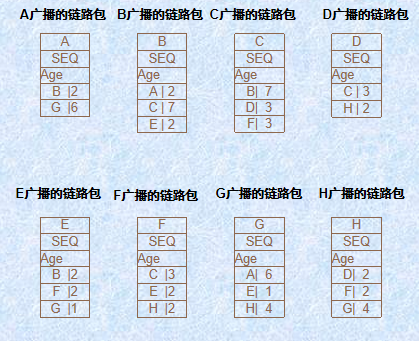 A广播的链路包 B广播的链路包 C广播的链路包 D广播的链路包
A B C D
SEQ SEQ SEQ SEQ
Age Age Age Age
B |2 A | 2 B| 7 C | 3
G |6 C | 7 D| 3 H | 2
E | 2 F| 3
E广播的链路包 F广播的链路包 G广播的链路包 H广播的链路包
E F G H
SEQ SEQ SEQ SEQ
Age Age Age Age
B |2 C |3 A| 6 D| 2
F |2 E |2 E| 1 F| 2
G |1 H |2 H| 4 G| 4